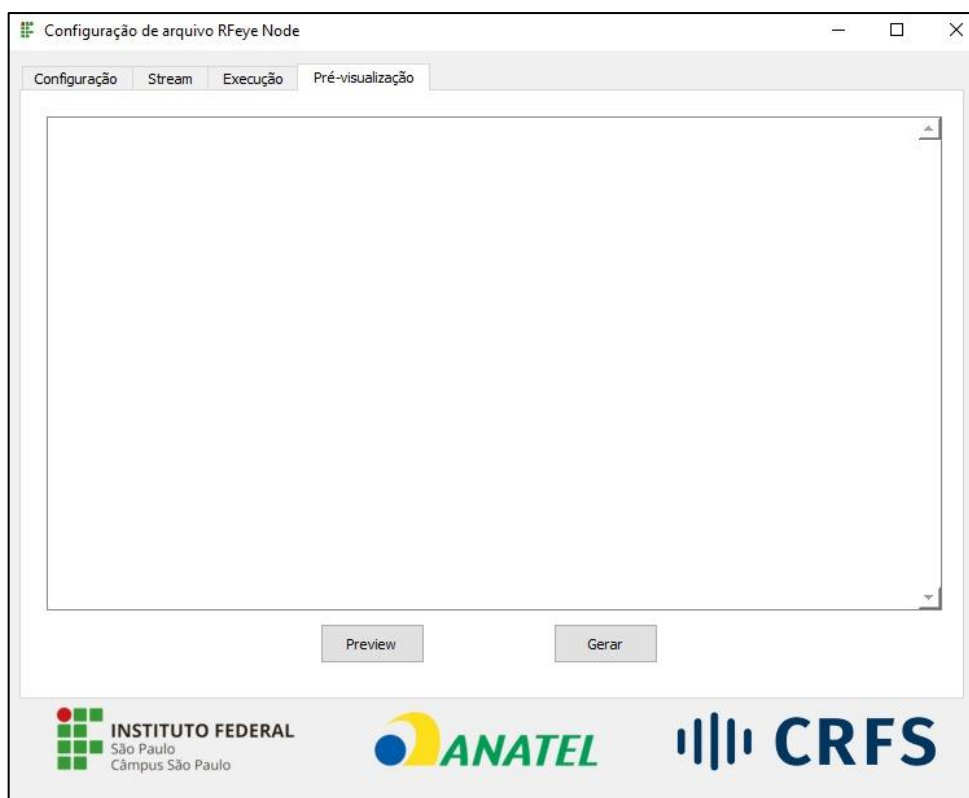 Configuração de arquivo RFeye Node
Configuração Stream Execução Pré-visualização
Preview Gerar
INSTITUTO FEDERAL
São Paulo
Câmpus São Paulo
ANATEL
CRFS